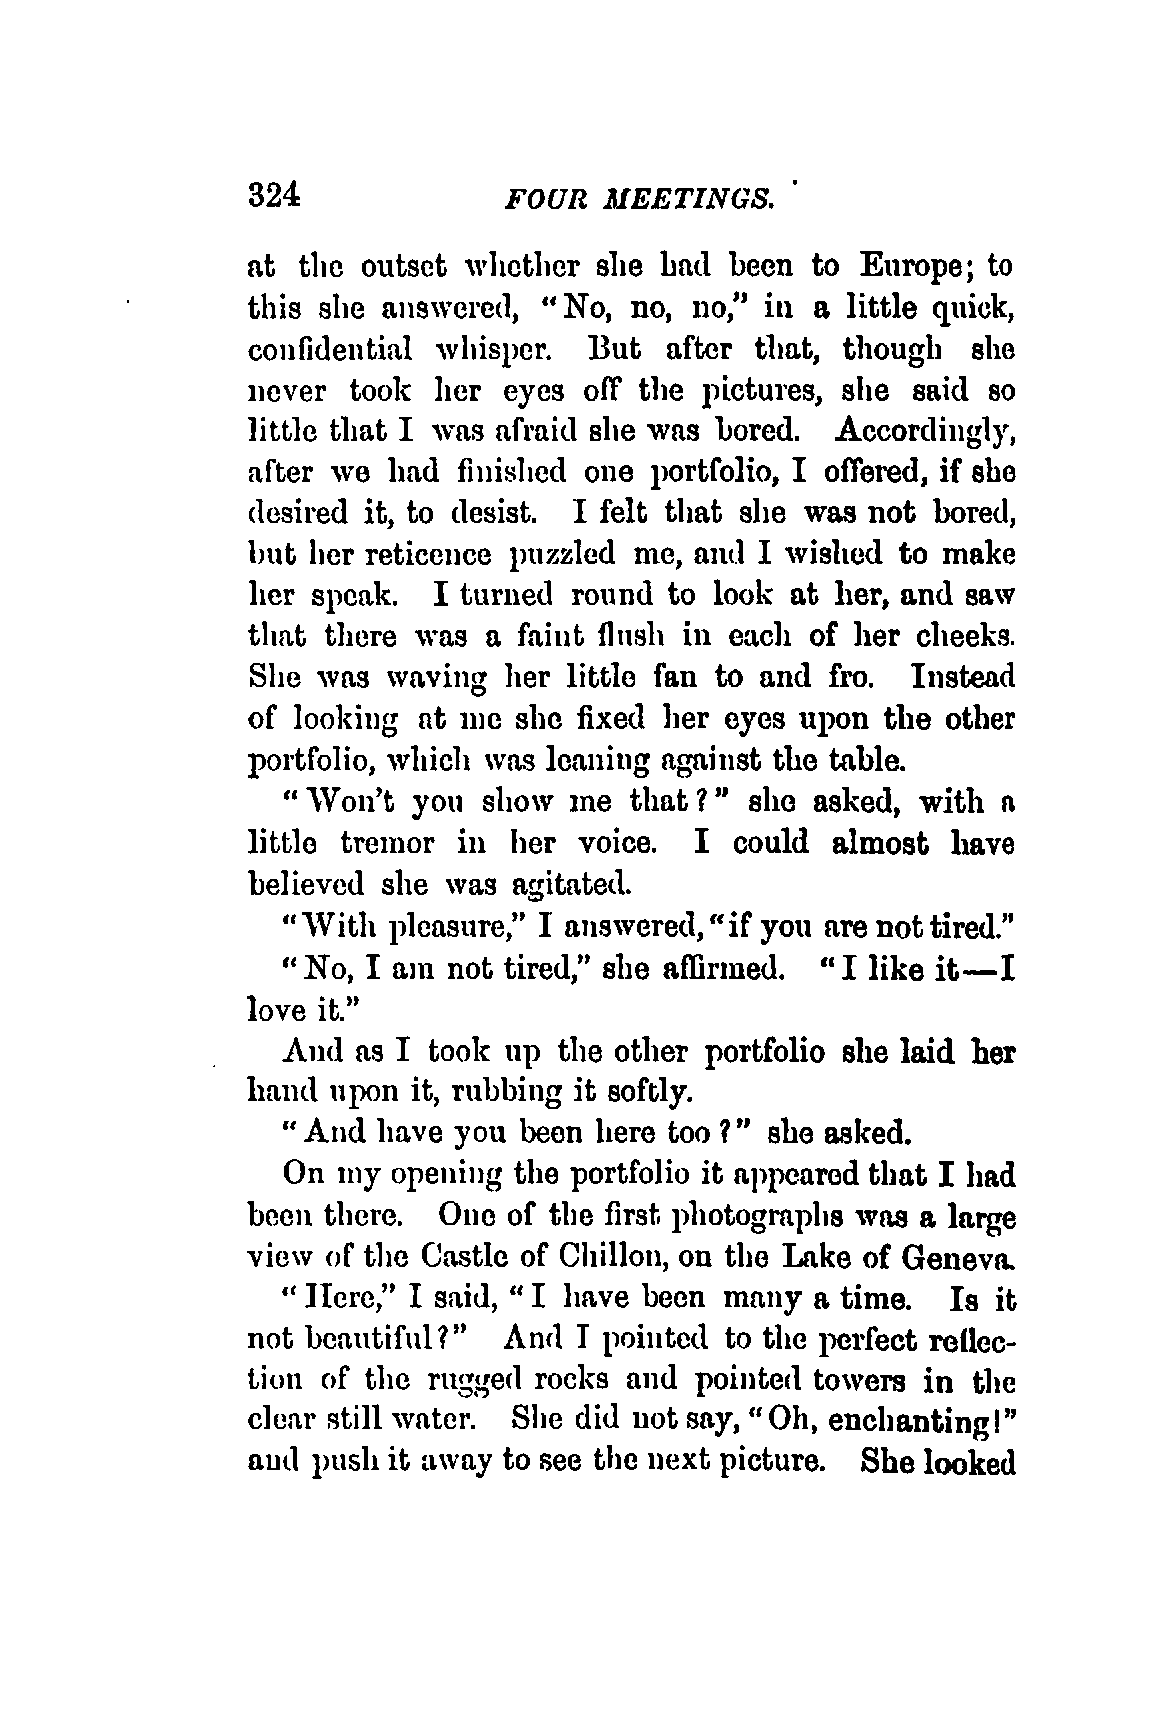 324 FOUR MEETINGS.
at the outset whether she had been to Europe; to
this she answered, "No, no, no," in a little quick,
confidential whisper. But after that, though she
never took her eyes off the pictures, she said so
little that I was afraid she was bored. Accordingly,
after we had finished one portfolio, I offered, if she
desired it, to desist. I felt that she was not bored,
but her reticence puzzled me, and I wished to make
her speak. I turned round to look at her, and saw
that there was a faint flush in each of her cheeks.
She was waving her little fan to and fro. Instead
of looking at me she fixed her eyes upon the other
portfolio, which was leaning against the table.
"Won't you show me that?" she asked, with a
little tremor in her voice. I could almost have
believed she was agitated.
"With pleasure," I answered, "if you are not tired."
"No, I am not tired," she affirmed. "I like it—I
love it."
And as I took up the other portfolio she laid her
hand upon it, rubbing it softly.
"And have you been here too?" she asked.
On my opening the portfolio it appeared that I had
been there. One of the first photographs was a large
view of the Castle of Chillon, on the Lake of Geneva.
"Here," I said, "I have been many a time. Is it
not beautiful?" And I pointed to the perfect reflec-
tion of the rugged rocks and pointed towers in the
clear still water. She did not say, "Oh, enchanting!"
and push it away to see the next picture. She looked